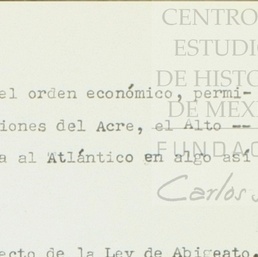 CENTRO
ESTUDI
DE HISTO
DE MEX
FUNDAC
Carlos
el orden económico, permi-
iones del Acre, el Alto --
a al Atlántico en algo así
ecto de la Ley de Abigeato.